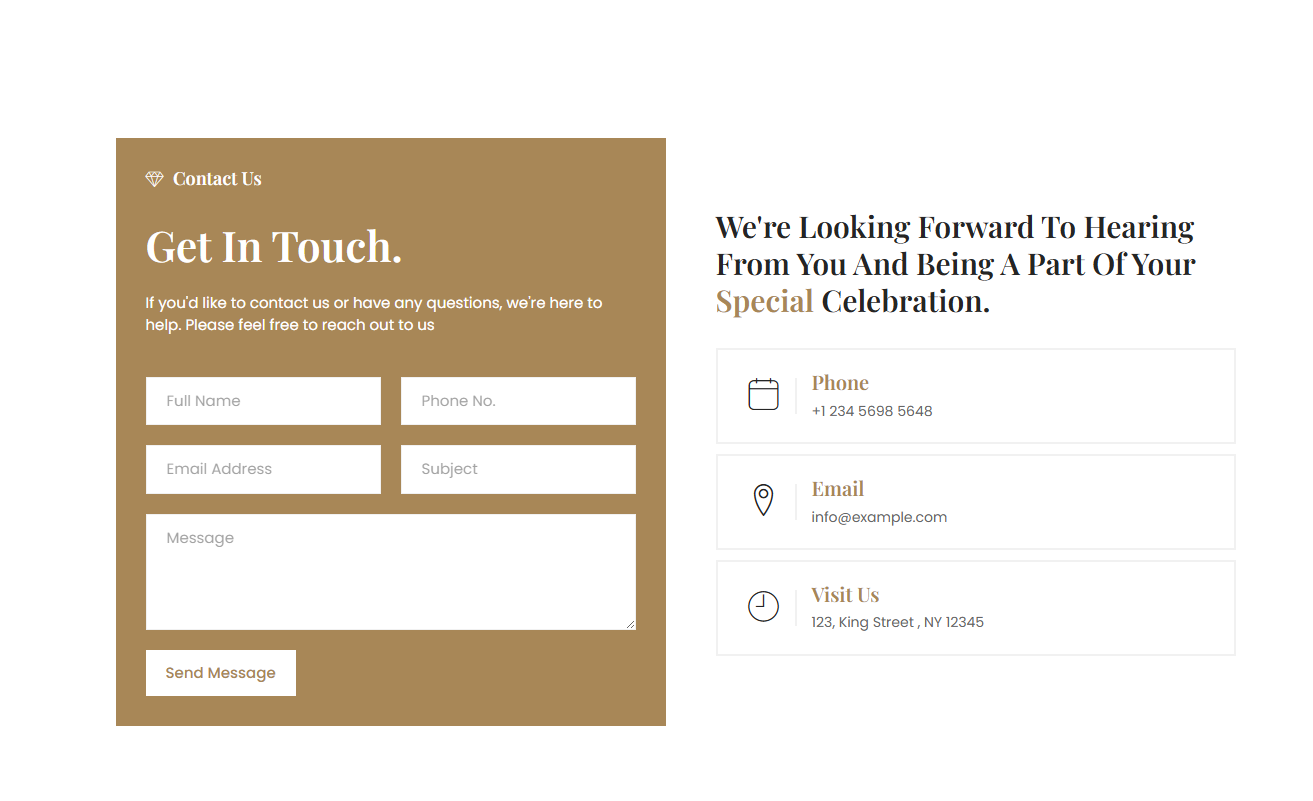 Contact Us
Get In Touch.
If you'd like to contact us or have any questions, we're here to
help. Please feel free to reach out to us
Full Name
Phone No.
Email Address
Subject
Message
Send Message
We're Looking Forward To Hearing
From You And Being A Part Of Your
Special Celebration.
Phone
+1 234 5698 5648
Email
info@example.com
Visit Us
123, King Street , NY 12345